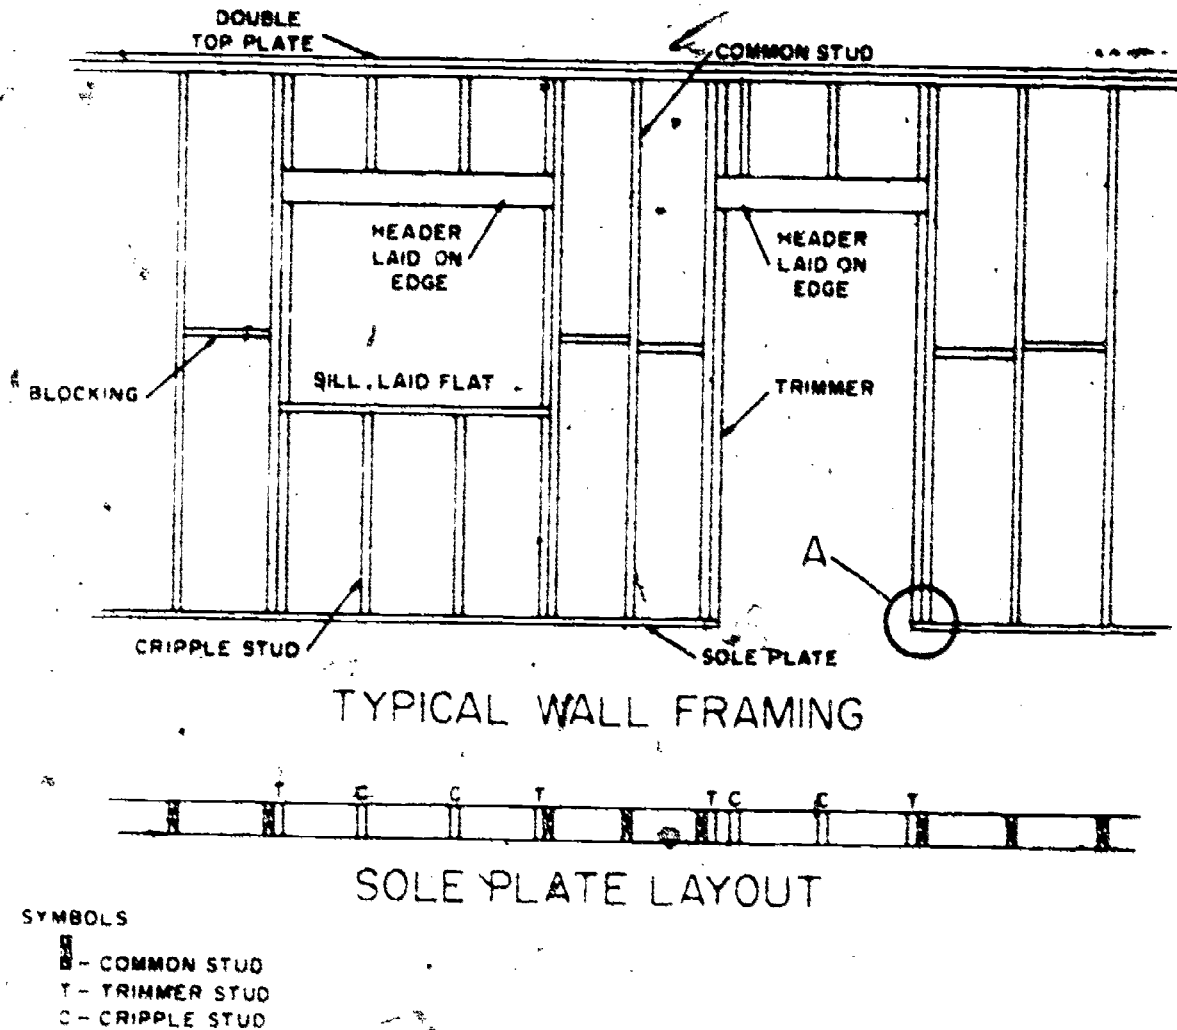 DOUBLE
TOP PLATE
COMMON STUD
HEADER
LAID ON
EDGE
HEADER
LAID ON
EDGE
BLOCKING
SILL LAID FLAT
TRIMMER
A
CRIPPLE STUD
SOLE PLATE
TYPICAL WALL FRAMING
T C C T T C C T
SOLE PLATE LAYOUT
SYMBOLS
- COMMON STUD
T - TRIMMER STUD
C - CRIPPLE STUD